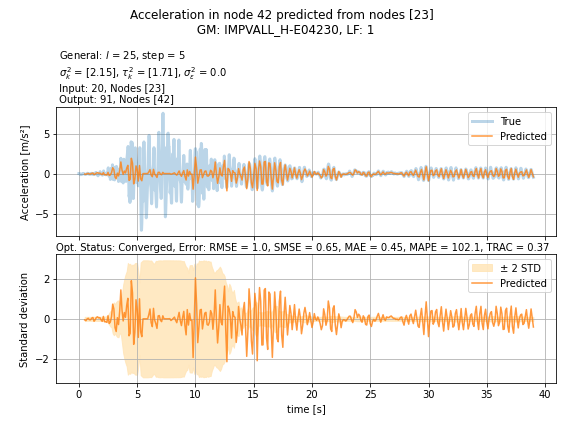 Acceleration in node 42 predicted from nodes [23]
GM: IMPVALL_H-E04230, LF: 1
General: l = 25, step = 5
σ²ₖ = [2.15], τ²ₖ = [1.71], σ²ε = 0.0
Input: 20, Nodes [23]
Output: 91, Nodes [42]
Acceleration [m/s²]
5
0
−5
True
Predicted
Opt. Status: Converged, Error: RMSE = 1.0, SMSE = 0.65, MAE = 0.45, MAPE = 102.1, TRAC = 0.37
Standard deviation
2
0
−2
± 2 STD
Predicted
0 5 10 15 20 25 30 35 40
time [s]